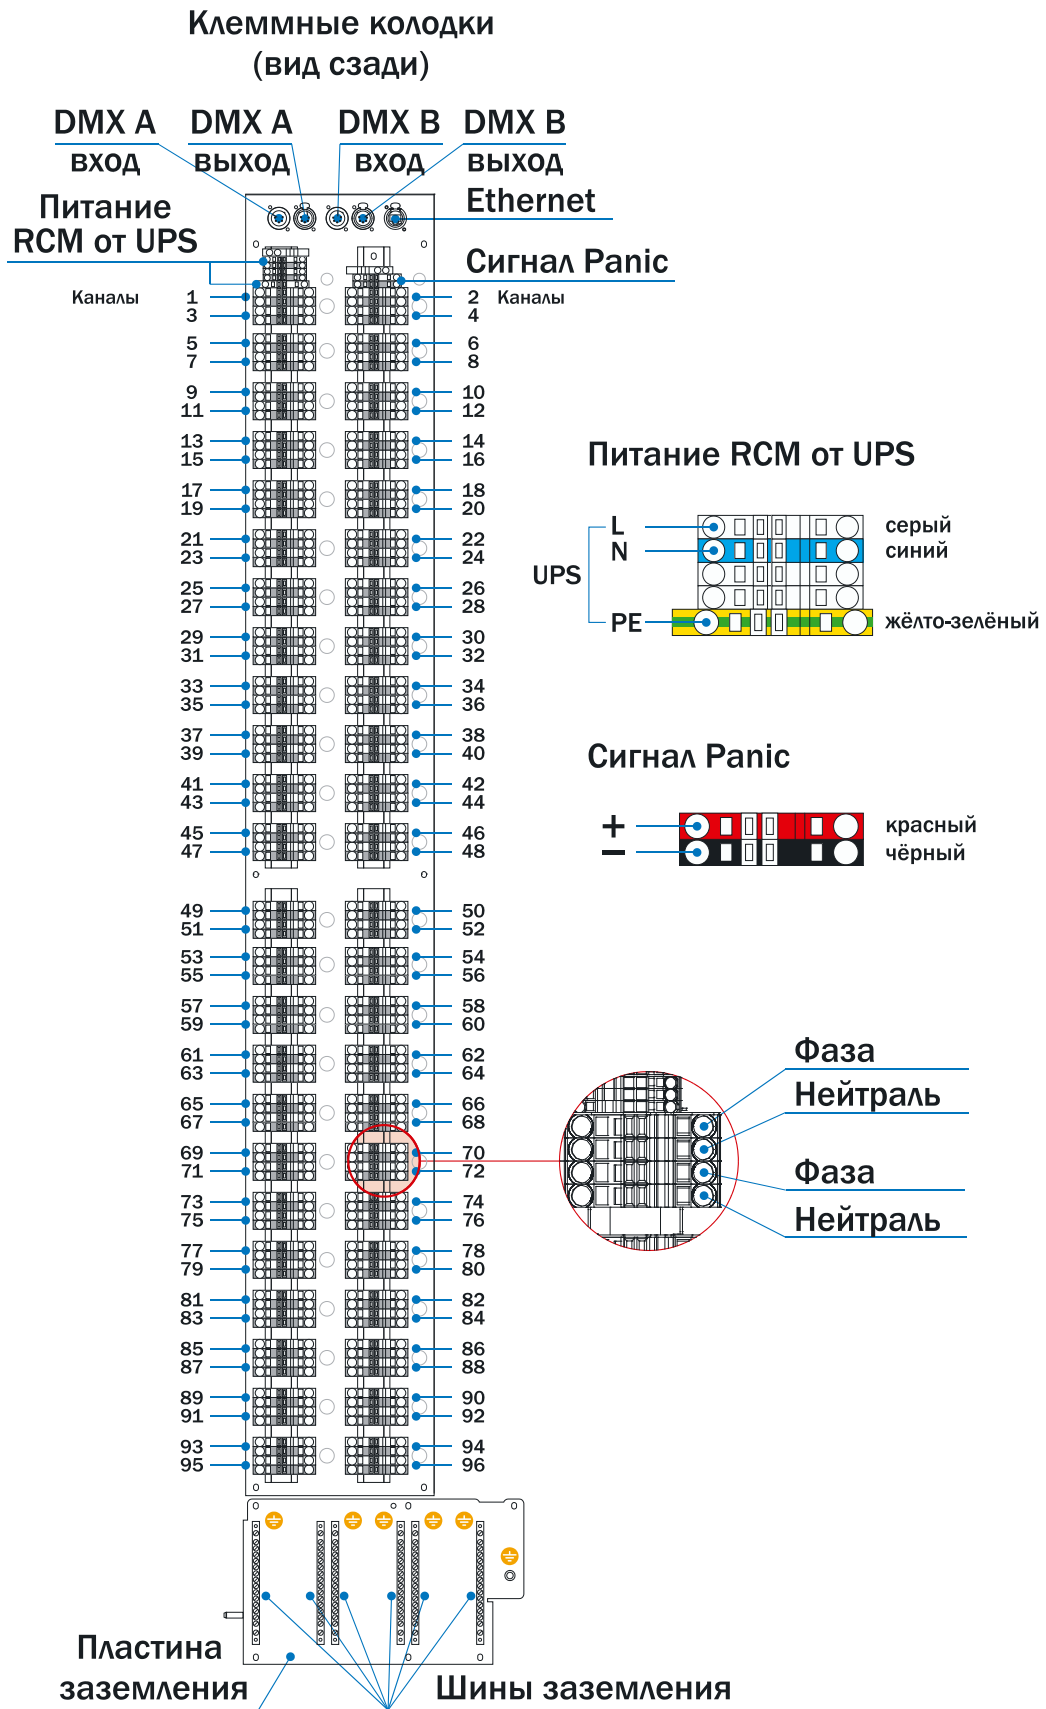 Клеммные колодки
(вид сзади)
DMX A DMX A DMX B DMX B
вход выход вход выход
Ethernet
Питание
RCM от UPS
Сигнал Panic
Каналы 1 2 Каналы
3 4
5 6
7 8
9 10
11 12
13 14
15 16
17 18
19 20
21 22
23 24
25 26
27 28
29 30
31 32
33 34
35 36
37 38
39 40
41 42
43 44
45 46
47 48
49 50
51 52
53 54
55 56
57 58
59 60
61 62
63 64
65 66
67 68
69 70
71 72
73 74
75 76
77 78
79 80
81 82
83 84
85 86
87 88
89 90
91 92
93 94
95 96
Питание RCM от UPS
L серый
N синий
UPS
PE жёлто-зелёный
Сигнал Panic
+ красный
− чёрный
Фаза
Нейтраль
Фаза
Нейтраль
Пластина
заземления
Шины заземления